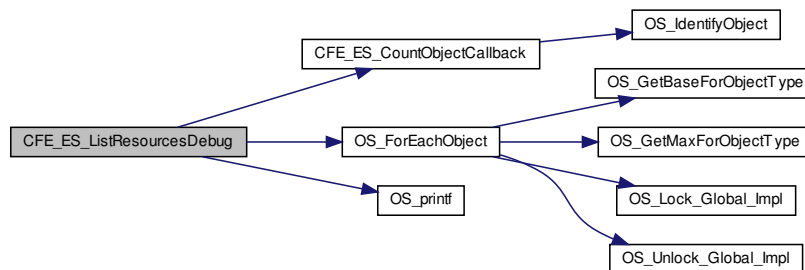 CFE_ES_ListResourcesDebug
CFE_ES_CountObjectCallback
OS_ForEachObject
OS_printf
OS_IdentifyObject
OS_GetBaseForObjectType
OS_GetMaxForObjectType
OS_Lock_Global_Impl
OS_Unlock_Global_Impl